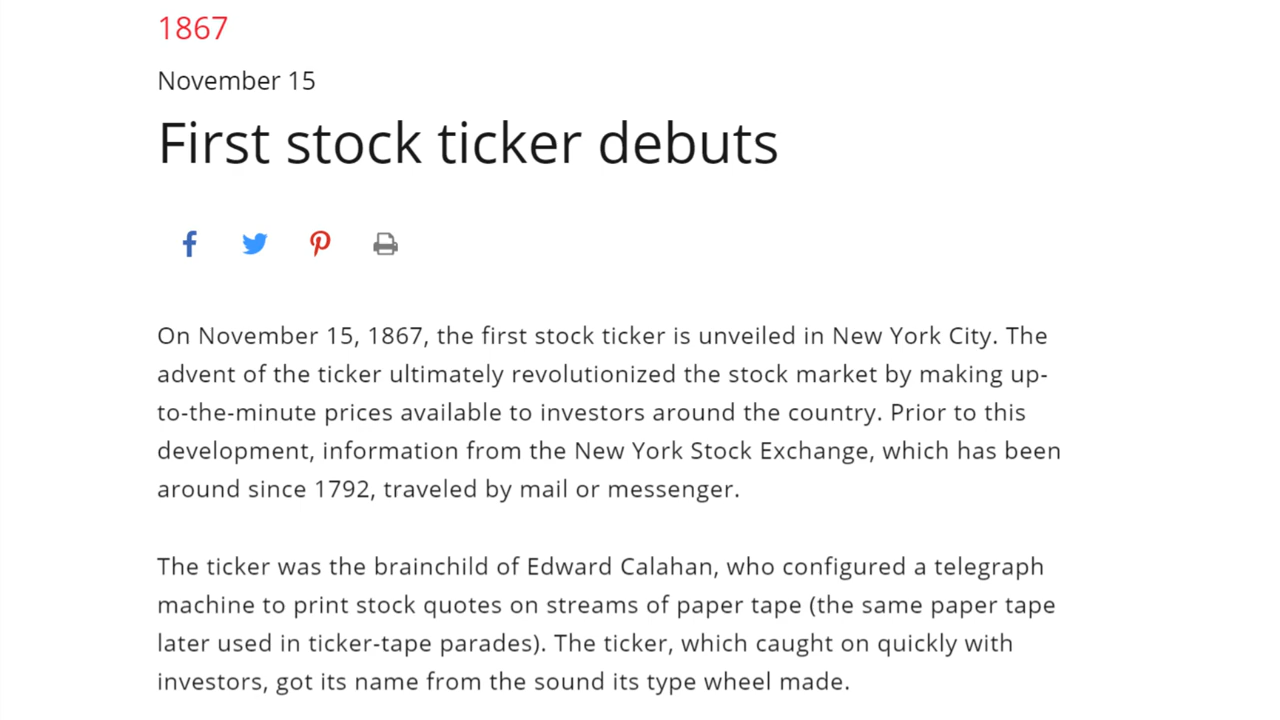 1867
November 15
First stock ticker debuts
On November 15, 1867, the first stock ticker is unveiled in New York City. The
advent of the ticker ultimately revolutionized the stock market by making up-
to-the-minute prices available to investors around the country. Prior to this
development, information from the New York Stock Exchange, which has been
around since 1792, traveled by mail or messenger.
The ticker was the brainchild of Edward Calahan, who configured a telegraph
machine to print stock quotes on streams of paper tape (the same paper tape
later used in ticker-tape parades). The ticker, which caught on quickly with
investors, got its name from the sound its type wheel made.